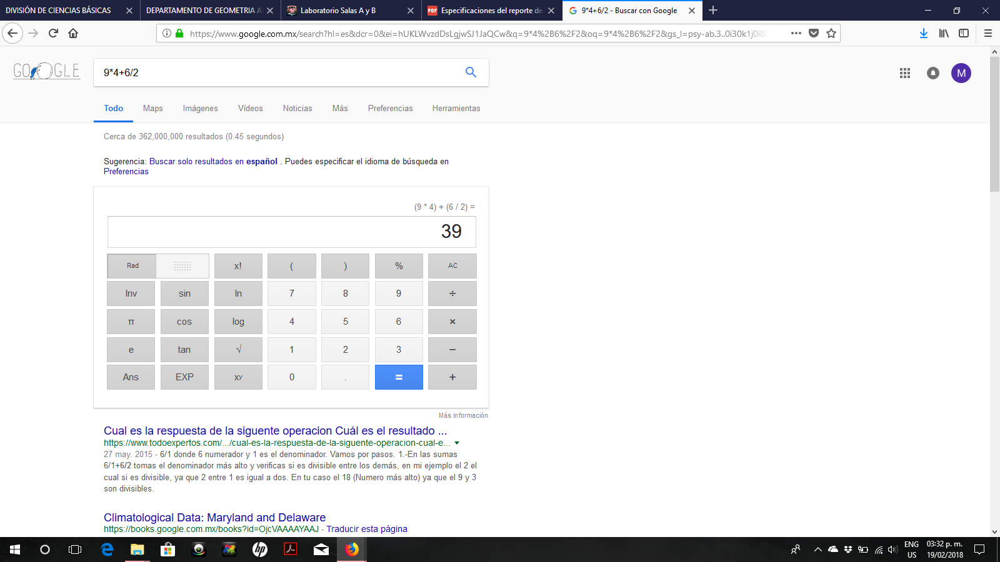 DIVISIÓN DE CIENCIAS BÁSICAS
DEPARTAMENTO DE GEOMETRIA A
Laboratorio Salas A y B
PDF Especificaciones del reporte de
G 9*4+6/2 - Buscar con Google
https://www.google.com.mx/search?hl=es&dcr=0&ei=hUKLWvzdDsLgjwSJ1JaQCw&q=9*4%2B6%2F2&oq=9*4%2B6%2F2&gs_l=psy-ab.3..0i30k1j0i8i
GOOGLE
9*4+6/2
M
Todo Maps Imágenes Vídeos Noticias Más Preferencias Herramientas
Cerca de 362,000,000 resultados (0.45 segundos)
Sugerencia: Buscar solo resultados en español . Puedes especificar el idioma de búsqueda en
Preferencias
(9 * 4) + (6 / 2) =
39
Rad x! ( ) % AC
Inv sin ln 7 8 9 ÷
π cos log 4 5 6 ×
e tan √ 1 2 3 −
Ans EXP xy 0 . = +
Más información
Cual es la respuesta de la siguente operacion Cuál es el resultado ...
https://www.todoexpertos.com/.../cual-es-la-respuesta-de-la-siguente-operacion-cual-e...
27 may. 2015 - 6/1 donde 6 numerador y 1 es el denominador. Vamos por pasos. 1.-En las sumas
6/1+6/2 tomas el denominador más alto y verificas si es divisible entre los demás, en mi ejemplo el 2 el
cual si es divisible, ya que 2 entre 1 es igual a dos. En tu caso el 18 (Numero más alto) ya que el 9 y 3
son divisibles.
Climatological Data: Maryland and Delaware
https://books.google.com.mx/books?id=OjcVAAAAYAAJ - Traducir esta página
hp
ENG
US
03:32 p. m.
19/02/2018